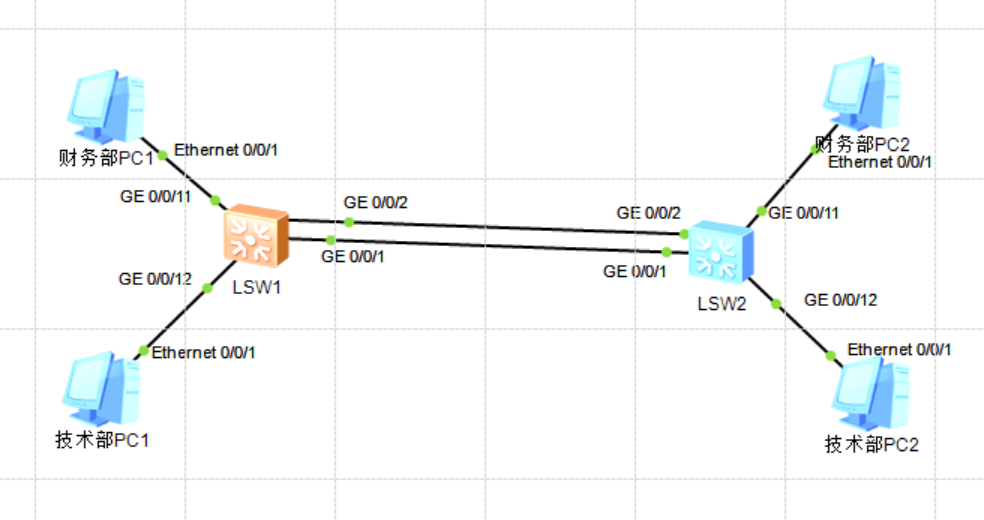 财务部PC1
Ethernet 0/0/1
GE 0/0/11
GE 0/0/12
Ethernet 0/0/1
技术部PC1
LSW1
GE 0/0/2
GE 0/0/1
GE 0/0/2
GE 0/0/1
LSW2
财务部PC2
Ethernet 0/0/1
GE 0/0/11
GE 0/0/12
Ethernet 0/0/1
技术部PC2